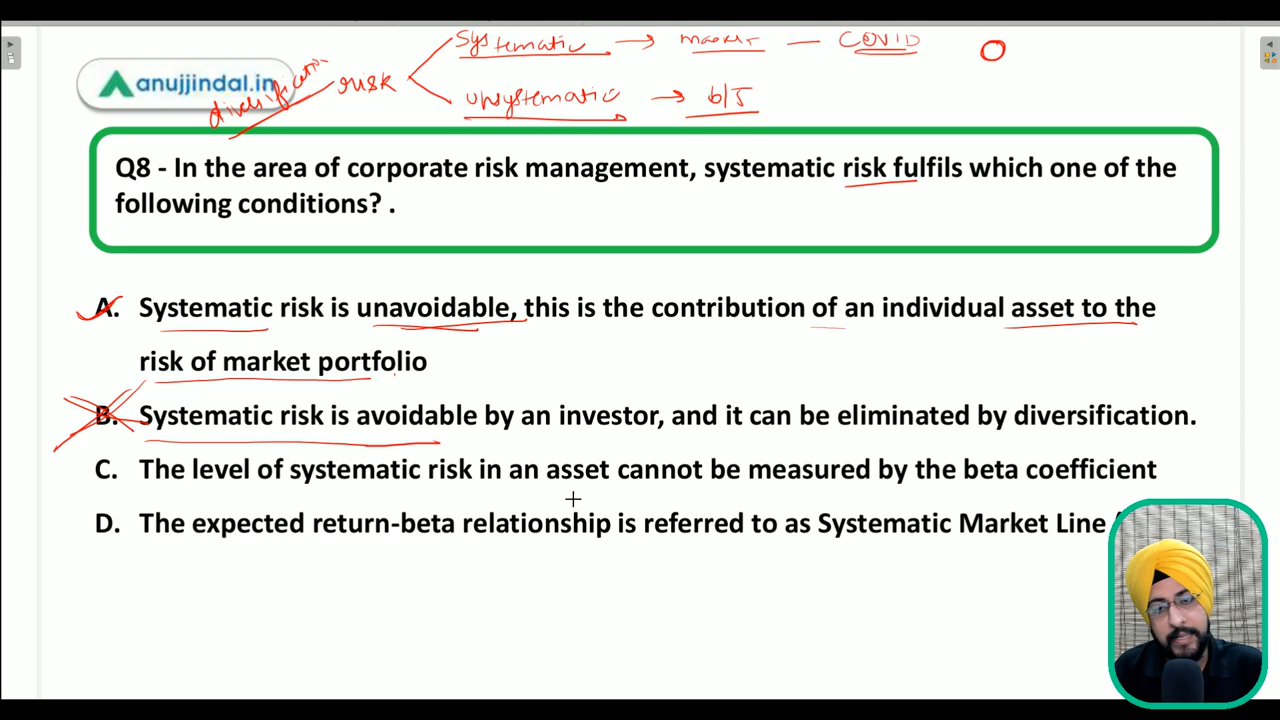 Systematic → market — COVID
anujjindal.in
diversification risk
unsystematic →
Q8 - In the area of corporate risk management, systematic risk fulfils which one of the
following conditions? .
A. Systematic risk is unavoidable, this is the contribution of an individual asset to the
risk of market portfolio
B. Systematic risk is avoidable by an investor, and it can be eliminated by diversification.
C. The level of systematic risk in an asset cannot be measured by the beta coefficient
D. The expected return-beta relationship is referred to as Systematic Market Line